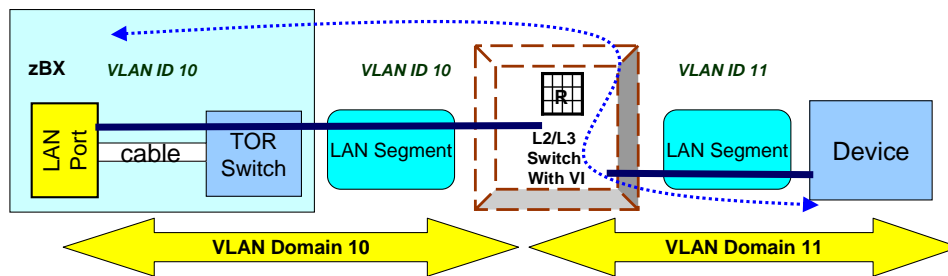 zBX
VLAN ID 10
VLAN ID 10
VLAN ID 11
LAN
Port
cable
TOR
Switch
LAN Segment
R
L2/L3
Switch
With VI
LAN Segment
Device
VLAN Domain 10
VLAN Domain 11